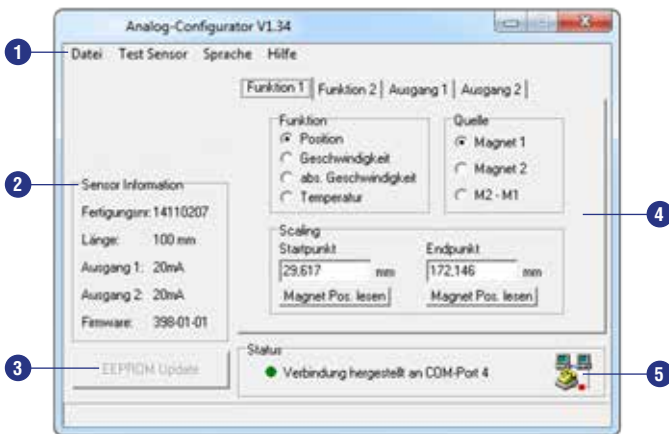 Analog-Configurator V1.34
1
Datei Test Sensor Sprache Hilfe
Funktion 1 Funktion 2 Ausgang 1 Ausgang 2
Funktion
Position
Geschwindigkeit
abs. Geschwindigkeit
Temperatur
Quelle
Magnet 1
Magnet 2
M2 - M1
2
Sensor Information
Fertigungsnr: 14110207
Länge: 100 mm
Ausgang 1: 20mA
Ausgang 2: 20mA
Firmware: 398-01-01
4
Scaling
Startpunkt
29,617 mm
Magnet Pos. lesen
Endpunkt
172,146 mm
Magnet Pos. lesen
3
EEPROM Update
Status
Verbindung hergestellt an COM-Port 4
5